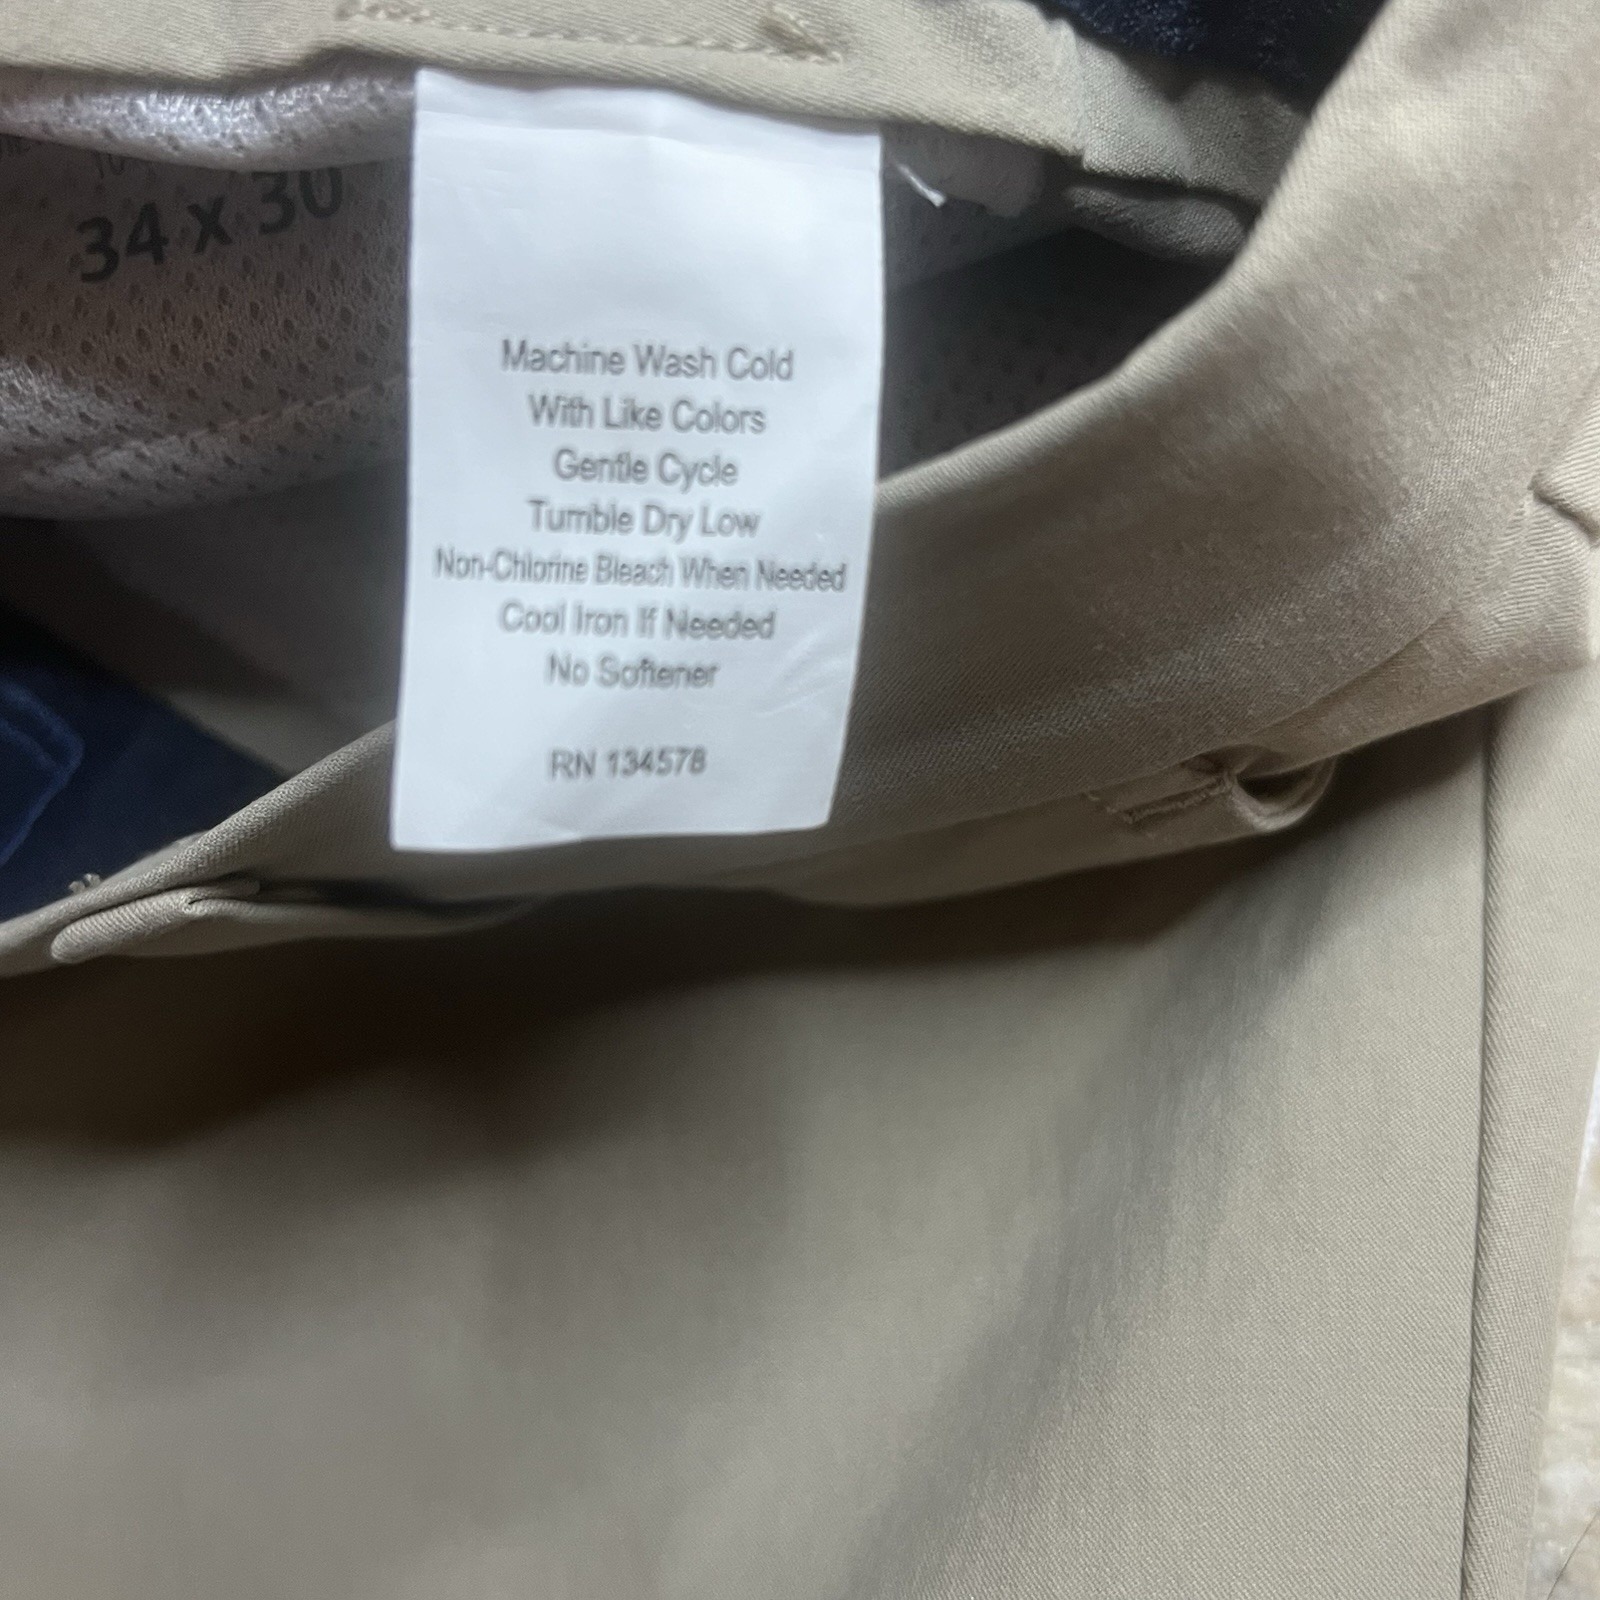 34 x 30
Machine Wash Cold
With Like Colors
Gentle Cycle
Tumble Dry Low
Non-Chlorine Bleach When Needed
Cool Iron If Needed
No Softener
RN 134578